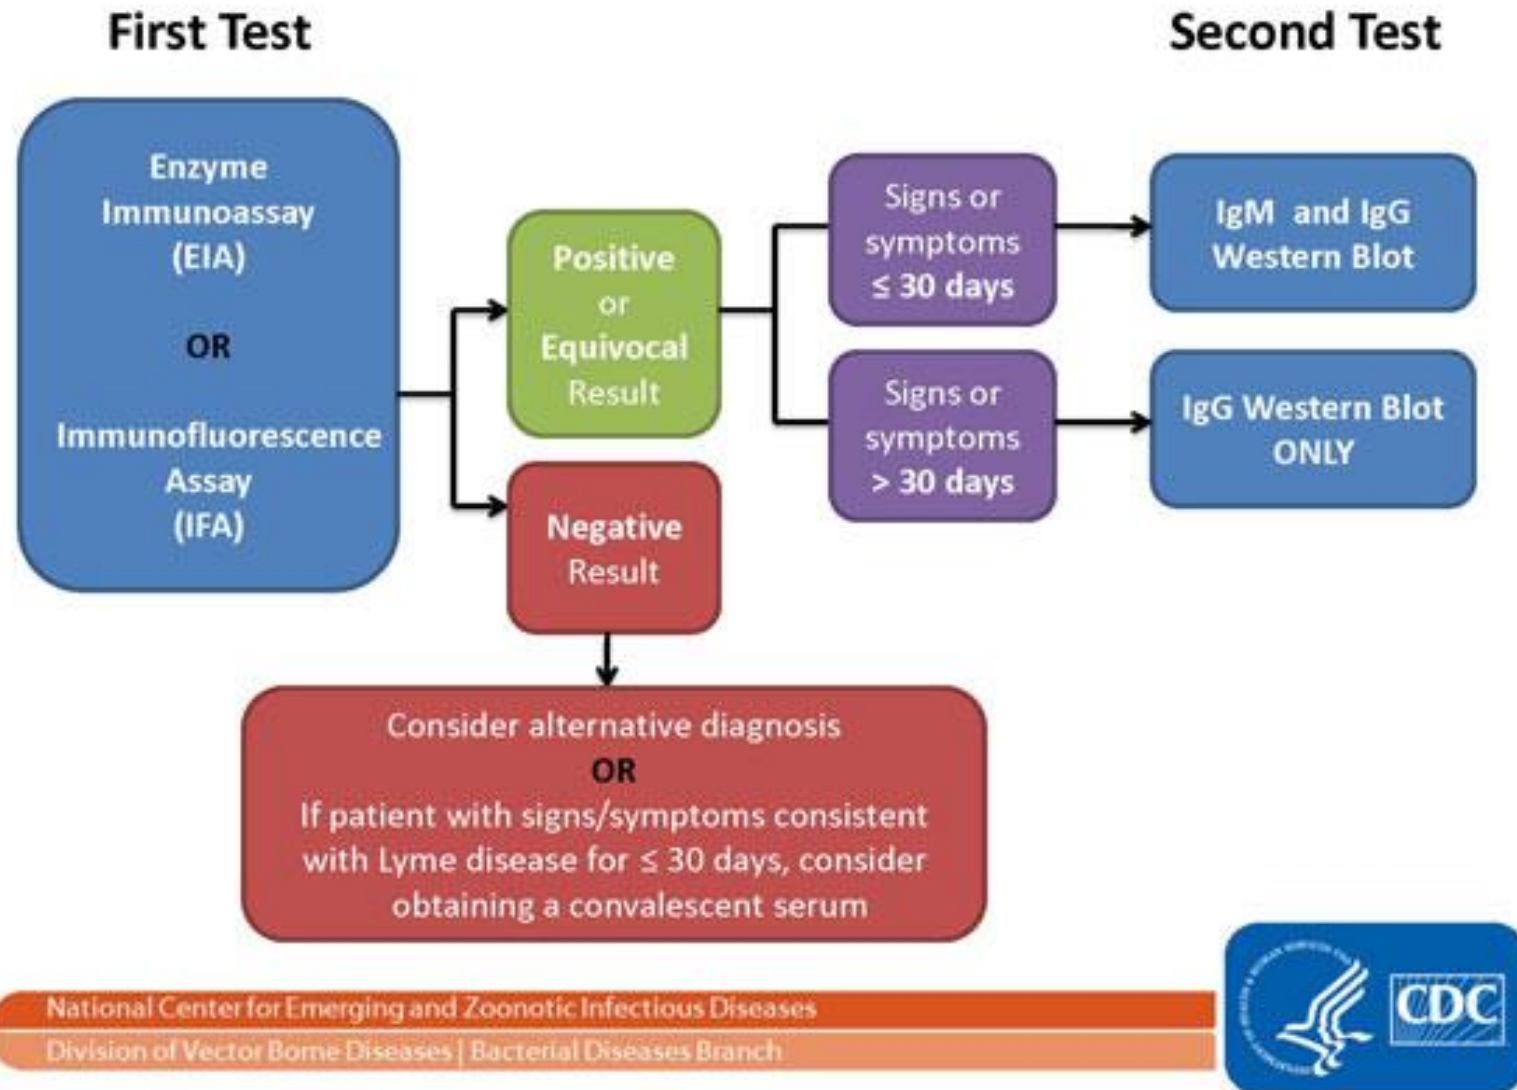 First Test
Second Test
Enzyme
Immunoassay
(EIA)
OR
Immunofluorescence
Assay
(IFA)
Positive
or
Equivocal
Result
Negative
Result
Signs or
symptoms
≤ 30 days
IgM and IgG
Western Blot
Signs or
symptoms
> 30 days
IgG Western Blot
ONLY
Consider alternative diagnosis
OR
If patient with signs/symptoms consistent
with Lyme disease for ≤ 30 days, consider
obtaining a convalescent serum
National Center for Emerging and Zoonotic Infectious Diseases
Division of Vector Borne Diseases | Bacterial Diseases Branch
CDC